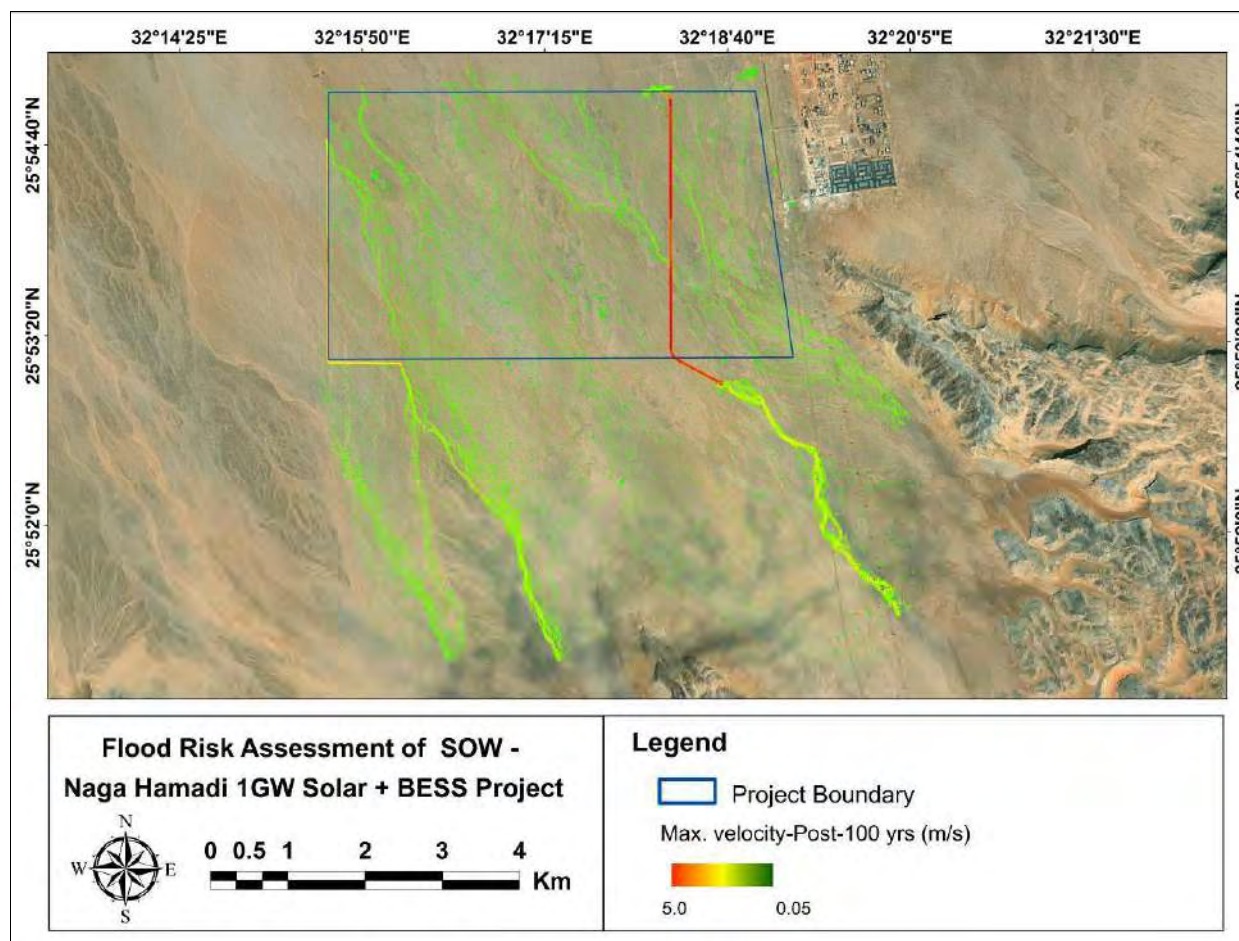 32°14'25"E 32°15'50"E 32°17'15"E 32°18'40"E 32°20'5"E 32°21'30"E
25°54'40"N
25°53'20"N
25°52'0"N
Flood Risk Assessment of SOW -
Naga Hamadi 1GW Solar + BESS Project
N
W E
S
0 0.5 1 2 3 4
Km
Legend
Project Boundary
Max. velocity-Post-100 yrs (m/s)
5.0 0.05